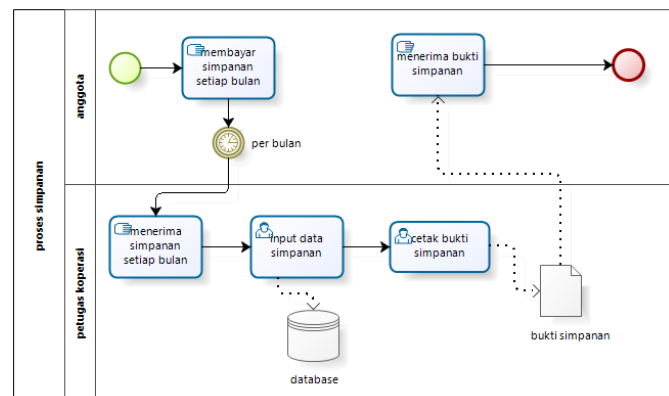 proses simpanan
anggota
membayar
simpanan
setiap bulan
per bulan
menerima bukti
simpanan
petugas koperasi
menerima
simpanan
setiap bulan
input data
simpanan
cetak bukti
simpanan
database
bukti simpanan